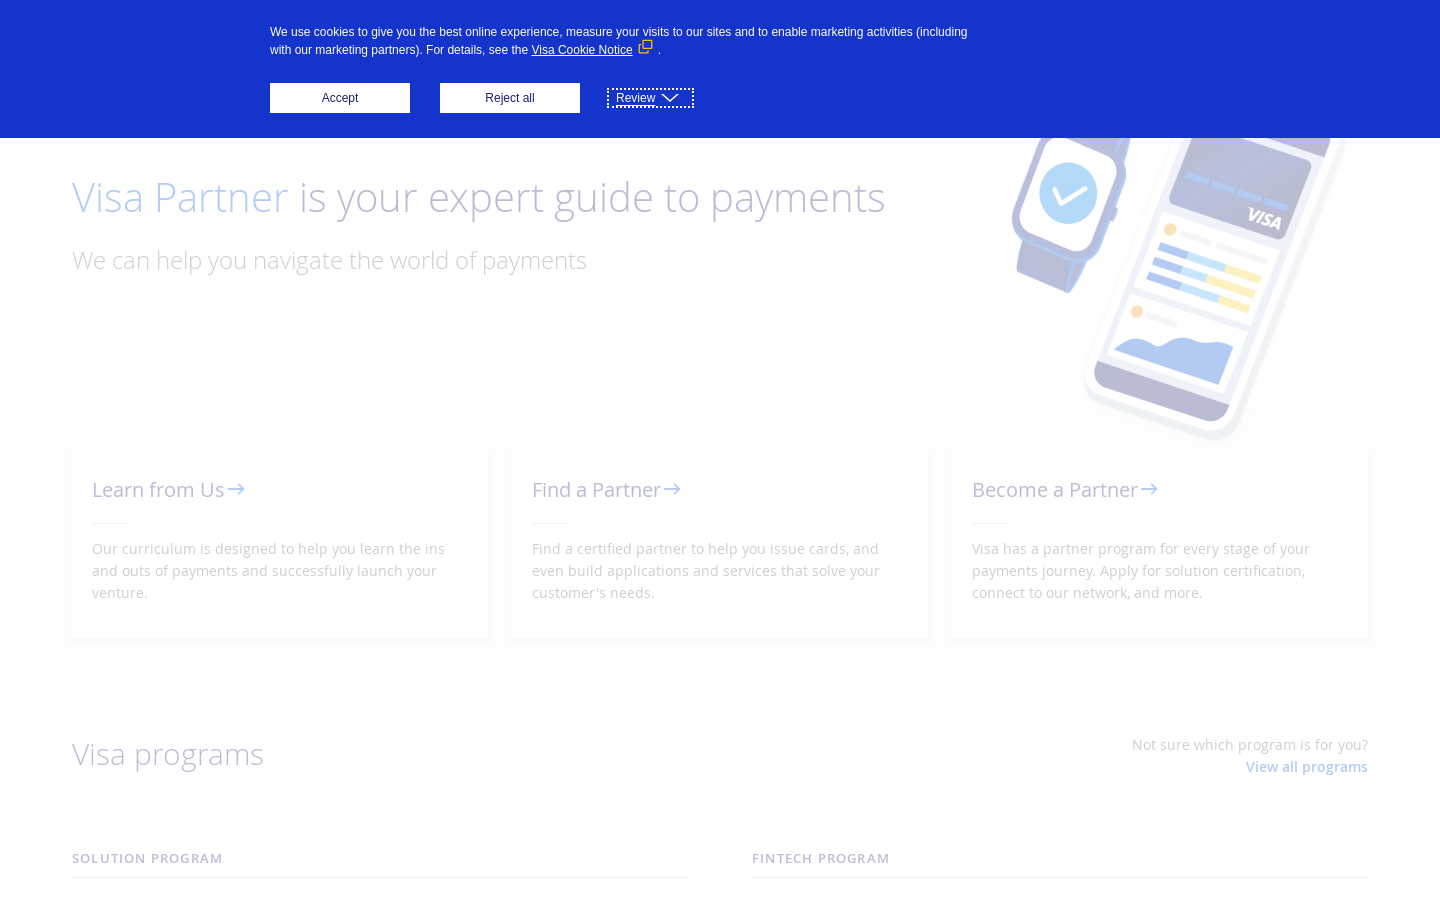 We use cookies to give you the best online experience, measure your visits to our sites and to enable marketing activities (including
with our marketing partners). For details, see the Visa Cookie Notice .
Accept
Reject all
Review
Visa Partner is your expert guide to payments
We can help you navigate the world of payments
VISA
Learn from Us
Our curriculum is designed to help you learn the ins
and outs of payments and successfully launch your
venture.
Find a Partner
Find a certified partner to help you issue cards, and
even build applications and services that solve your
customer's needs.
Become a Partner
Visa has a partner program for every stage of your
payments journey. Apply for solution certification,
connect to our network, and more.
Visa programs
Not sure which program is for you?
View all programs
SOLUTION PROGRAM
FINTECH PROGRAM